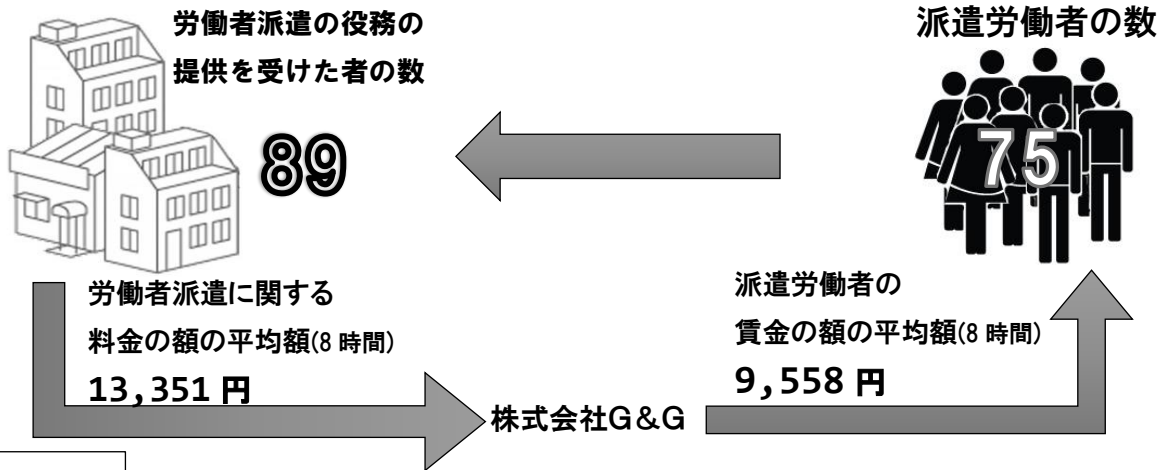 労働者派遣の役務の
提供を受けた者の数
89
派遣労働者の数
75
労働者派遣に関する
料金の額の平均額(8 時間)
13,351 円
派遣労働者の
賃金の額の平均額(8 時間)
9,558 円
株式会社G&G